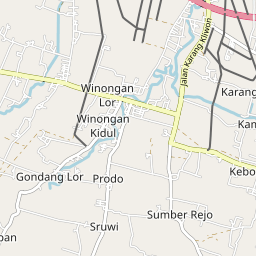 Jalan Karang Kliwon
Winongan
Lor
Karang
Winongan
Kidul
Kam
Kebo
Gondang Lor
Prodo
Sumber Rejo
Sruwi
pan